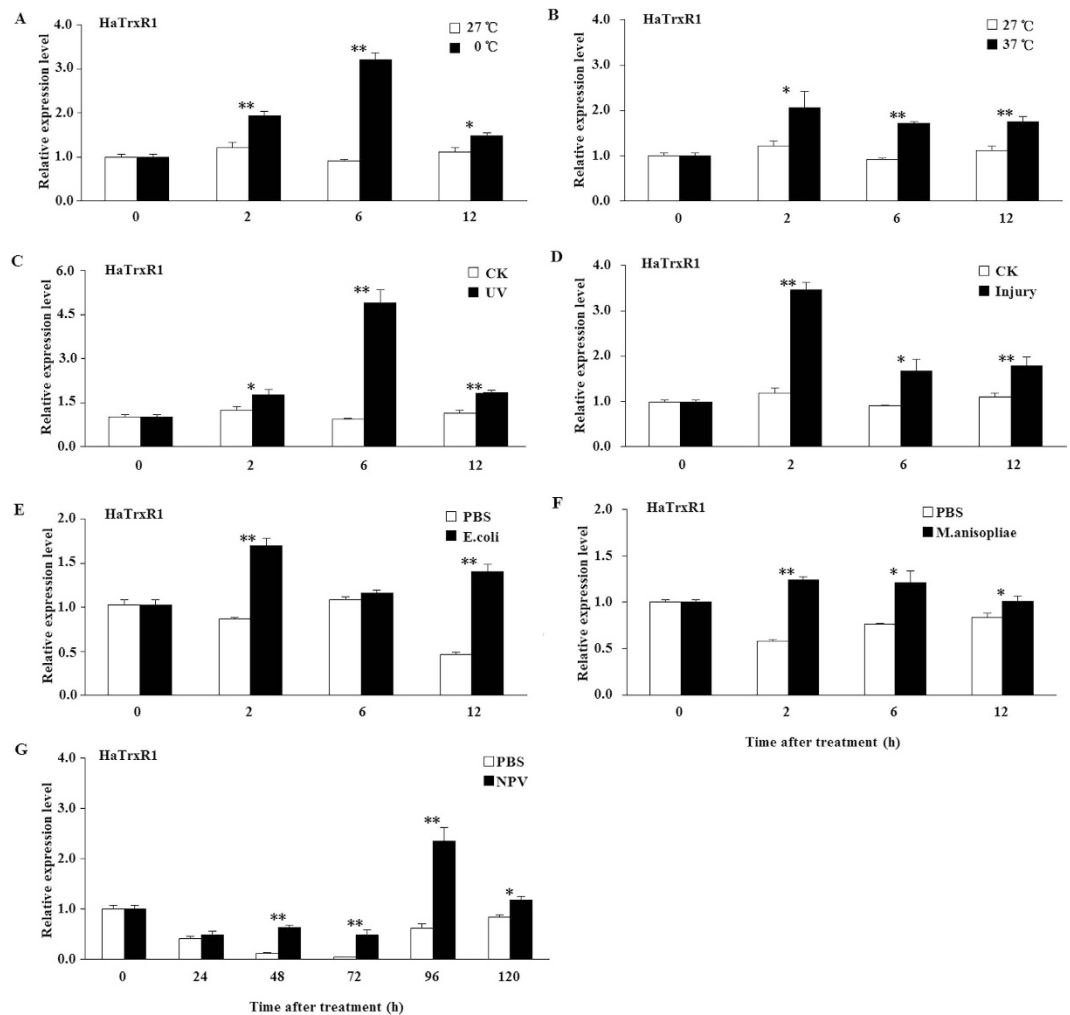 A
HaTrxR1
27 ℃
0 ℃
Relative expression level
4.0
3.0
2.0
1.0
0.0
**
**
*
0 2 6 12
B
HaTrxR1
27 ℃
37 ℃
Relative expression level
4.0
3.0
2.0
1.0
0.0
*
**
**
0 2 6 12
C
HaTrxR1
CK
UV
Relative expression level
6.0
4.5
3.0
1.5
0.0
*
**
**
0 2 6 12
D
HaTrxR1
CK
Injury
Relative expression level
4.0
3.0
2.0
1.0
0.0
**
*
**
0 2 6 12
E
HaTrxR1
PBS
E.coli
Relative expression level
2.0
1.5
1.0
0.5
0.0
**
**
0 2 6 12
F
HaTrxR1
PBS
M.anisopliae
Relative expression level
2.0
1.5
1.0
0.5
0.0
**
*
*
0 2 6 12
Time after treatment (h)
G
HaTrxR1
PBS
NPV
Relative expression level
4.0
3.0
2.0
1.0
0.0
**
**
**
*
0 24 48 72 96 120
Time after treatment (h)